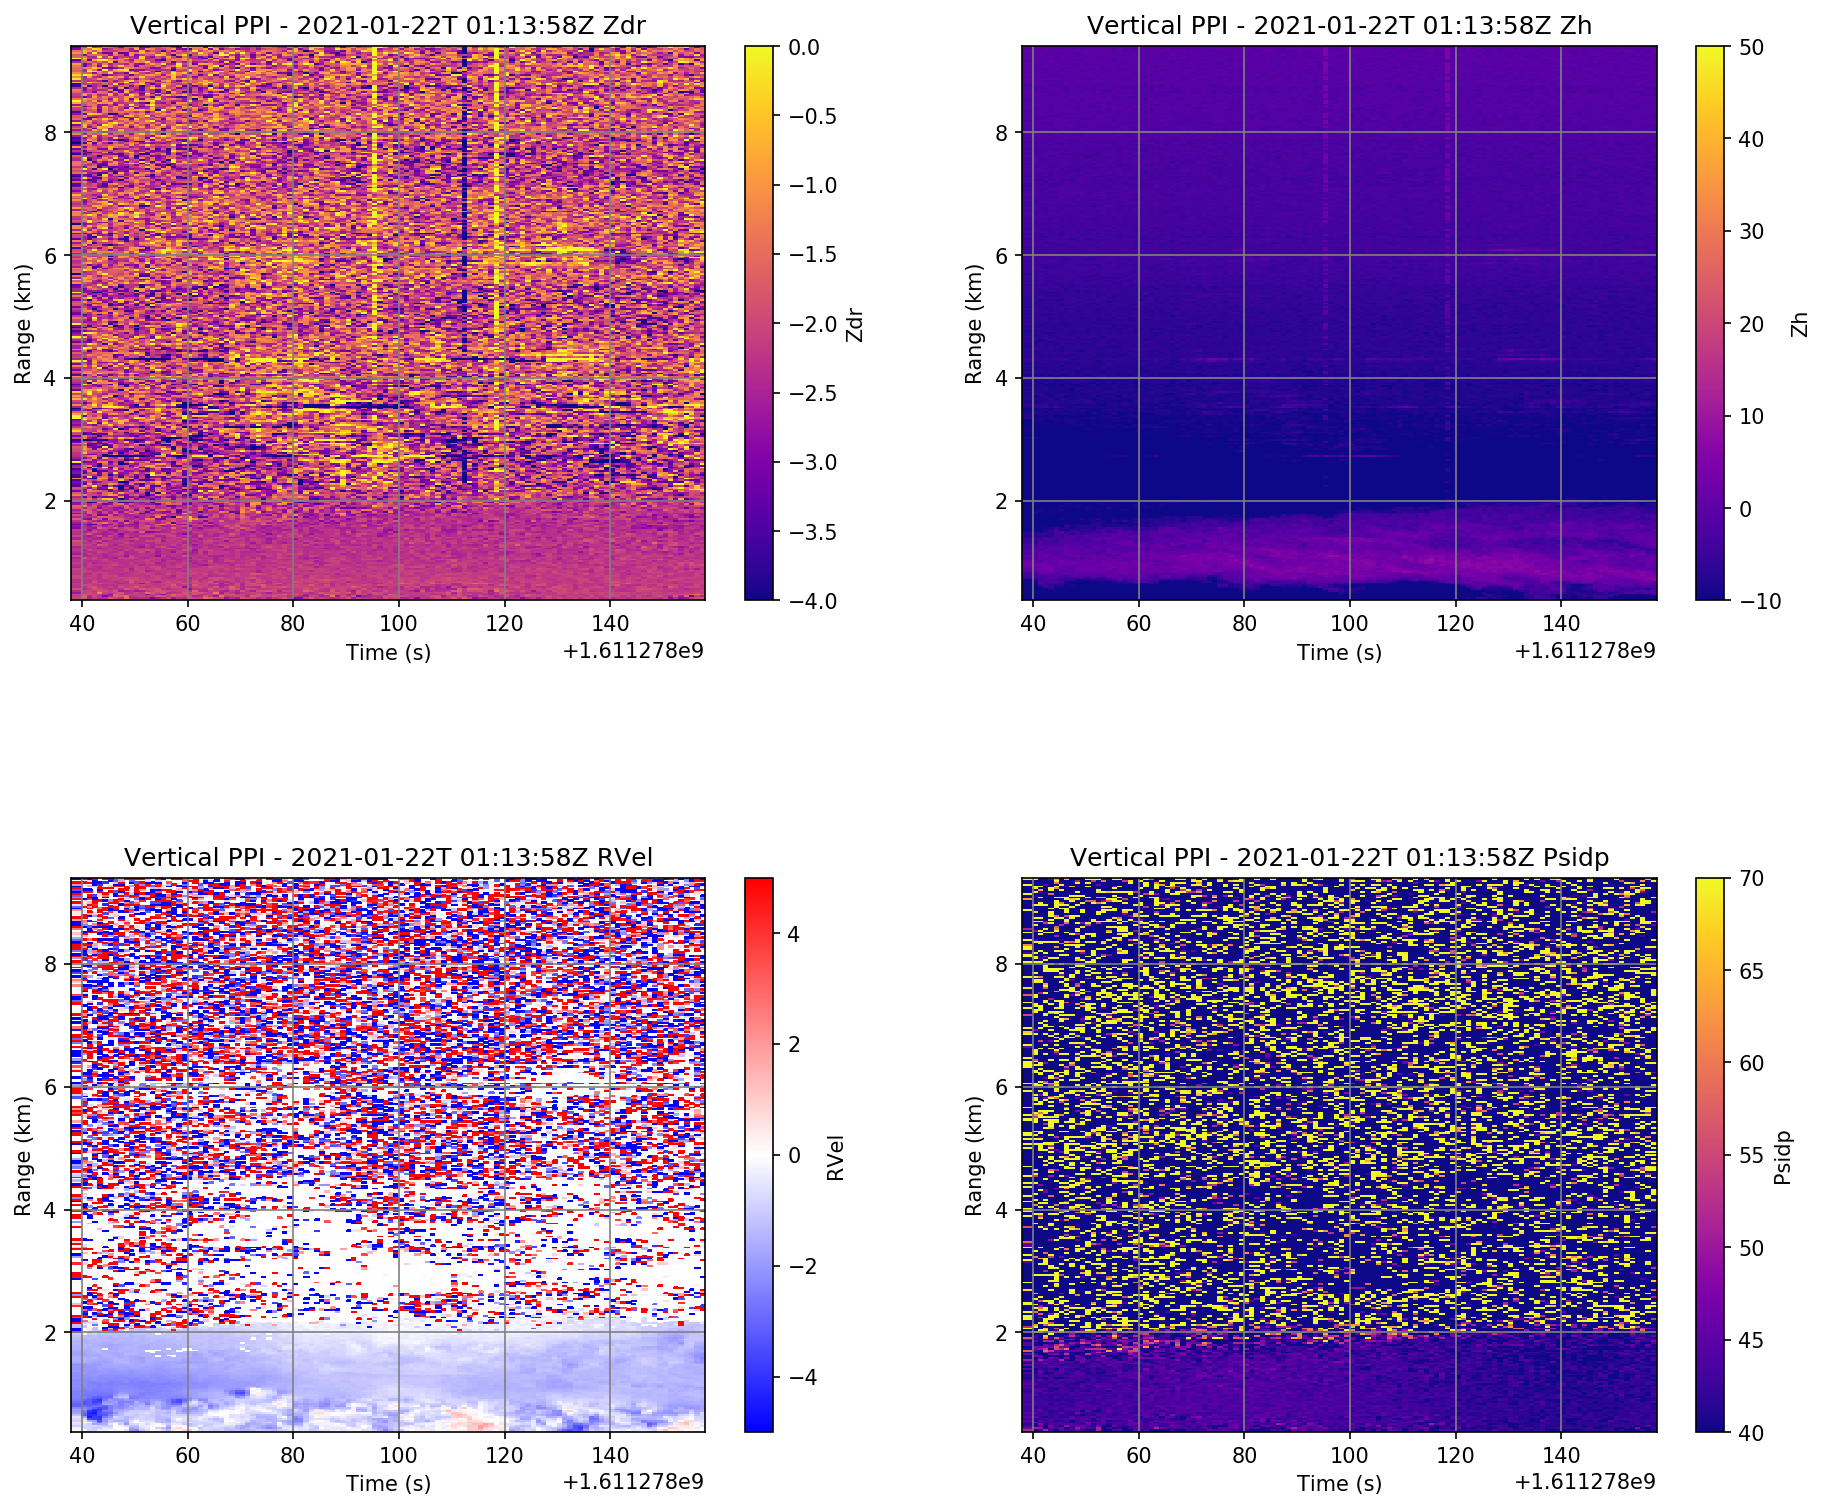 Vertical PPI - 2021-01-22T 01:13:58Z Zdr
0.0
−0.5
−1.0
−1.5
−2.0
−2.5
−3.0
−3.5
−4.0
Zdr
8
6
4
2
Range (km)
40 60 80 100 120 140
Time (s)
+1.611278e9
Vertical PPI - 2021-01-22T 01:13:58Z Zh
50
40
30
20
10
0
−10
Zh
8
6
4
2
Range (km)
40 60 80 100 120 140
Time (s)
+1.611278e9
Vertical PPI - 2021-01-22T 01:13:58Z RVel
4
2
0
−2
−4
RVel
8
6
4
2
Range (km)
40 60 80 100 120 140
Time (s)
+1.611278e9
Vertical PPI - 2021-01-22T 01:13:58Z Psidp
70
65
60
55
50
45
40
Psidp
8
6
4
2
Range (km)
40 60 80 100 120 140
Time (s)
+1.611278e9